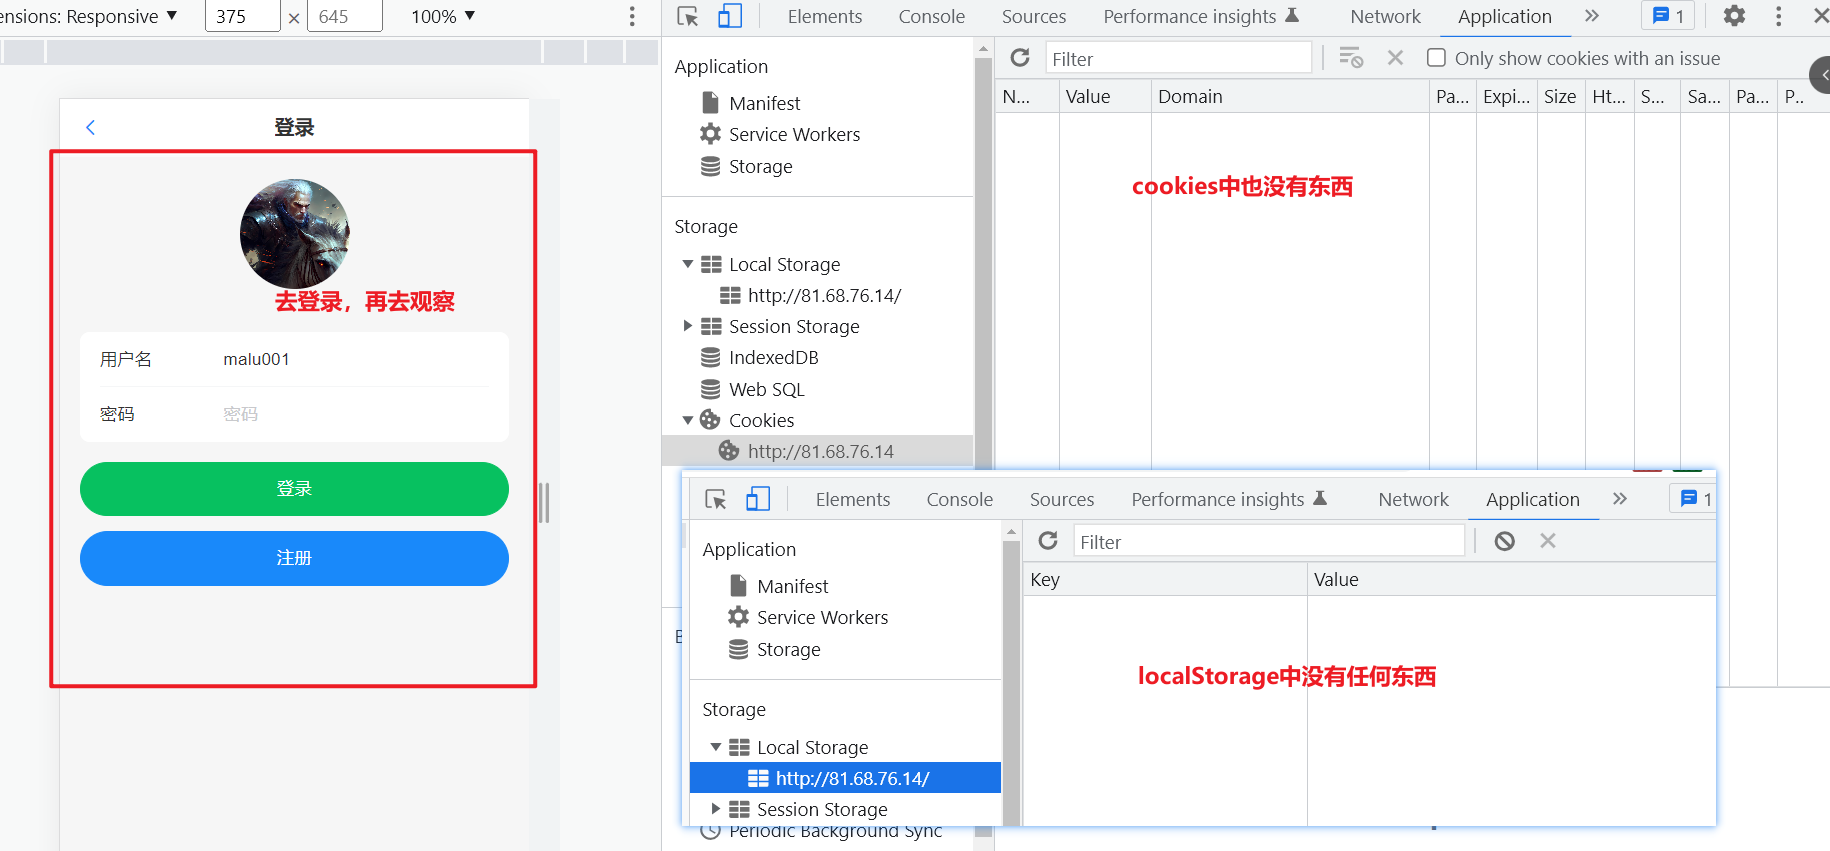 ensions: Responsive ▼ 375 × 645 100% ▼
登录
去登录，再去观察
用户名 malu001
密码 密码
登录
注册
Elements Console Sources Performance insights Network Application » 1
Application
Manifest
Service Workers
Storage
Storage
Local Storage
http://81.68.76.14/
Session Storage
IndexedDB
Web SQL
Cookies
http://81.68.76.14
Filter Only show cookies with an issue
N... Value Domain Pa... Expi... Size Ht... S... Sa... Pa... P..
cookies中也没有东西
Elements Console Sources Performance insights Network Application » 1
Application
Manifest
Service Workers
Storage
Storage
Local Storage
http://81.68.76.14/
Session Storage
Filter
Key Value
localStorage中没有任何东西
Periodic Background Sync